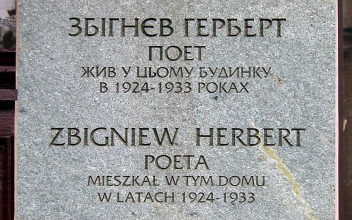 ЗБІГНЄВ ГЕРБЕРТ
ПОЕТ
ЖИВ У ЦЬОМУ БУДИНКУ
В 1924-1933 РОКАХ
ZBIGNIEW HERBERT
POETA
MIESZKAŁ W TYM DOMU
W LATACH 1924-1933